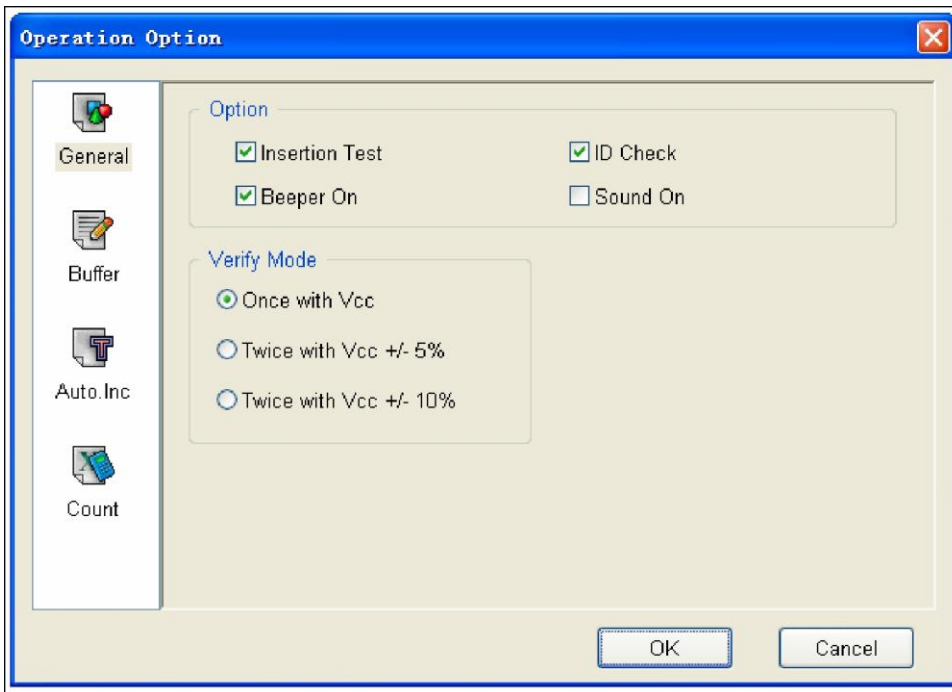 Operation Option
General
Buffer
Auto.Inc
Count
Option
Insertion Test
ID Check
Beeper On
Sound On
Verify Mode
Once with Vcc
Twice with Vcc +/- 5%
Twice with Vcc +/- 10%
OK
Cancel